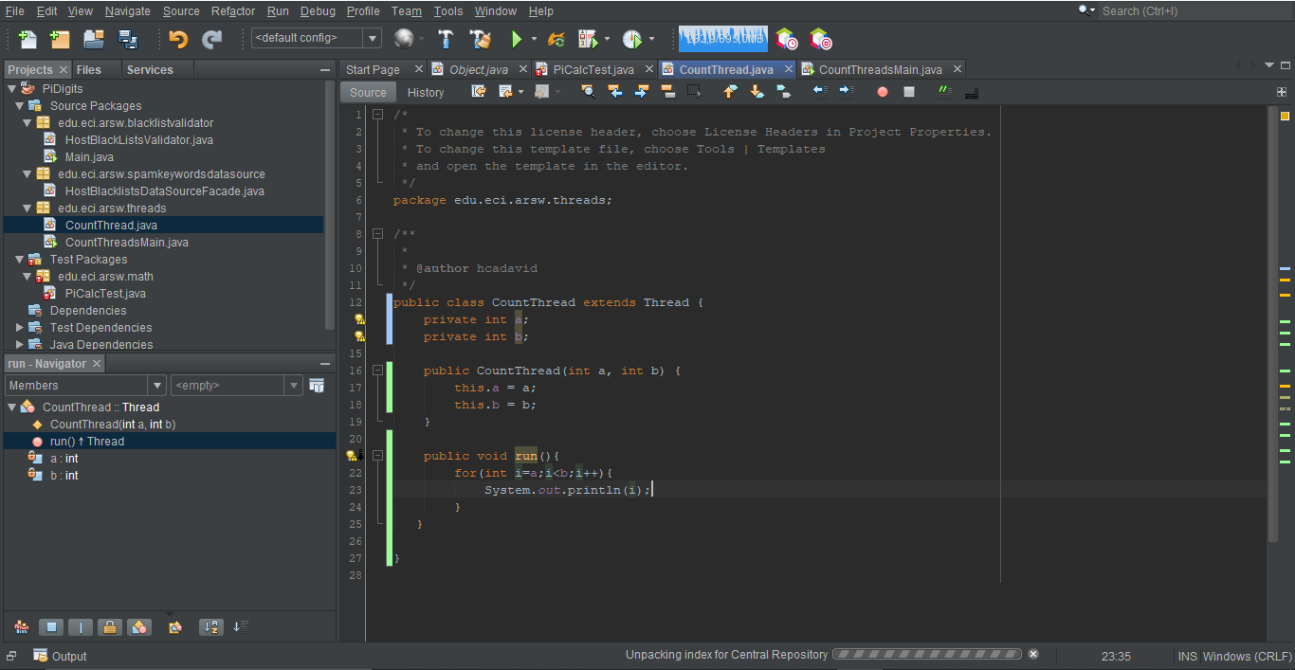 File Edit View Navigate Source Refactor Run Debug Profile Team Tools Window Help
Search (Ctrl+I)
<default config>
Projects Files Services
PiDigits
Source Packages
edu.eci.arsw.blacklistvalidator
HostBlackListsValidator.java
Main.java
edu.eci.arsw.spamkeywordsdatasource
HostBlacklistsDataSourceFacade.java
edu.eci.arsw.threads
CountThread.java
CountThreadsMain.java
Test Packages
edu.eci.arsw.math
PiCalcTest.java
Dependencies
Test Dependencies
Java Dependencies
run - Navigator
Members <empty>
CountThread :: Thread
CountThread(int a, int b)
run() ↑ Thread
a : int
b : int
Start Page Object.java PiCalcTest.java CountThread.java CountThreadsMain.java
Source History
1 /*
2 * To change this license header, choose License Headers in Project Properties.
3 * To change this template file, choose Tools | Templates
4 * and open the template in the editor.
5 */
6 package edu.eci.arsw.threads;
7
8 /**
9 *
10 * @author hcadavid
11 */
12 public class CountThread extends Thread {
private int a;
private int b;
15
16 public CountThread(int a, int b) {
17 this.a = a;
18 this.b = b;
19 }
20
public void run(){
22 for(int i=a;i<b;i++){
23 System.out.println(i);
24 }
25 }
26
27 }
28
Output
Unpacking index for Central Repository
23:35 INS Windows (CRLF)